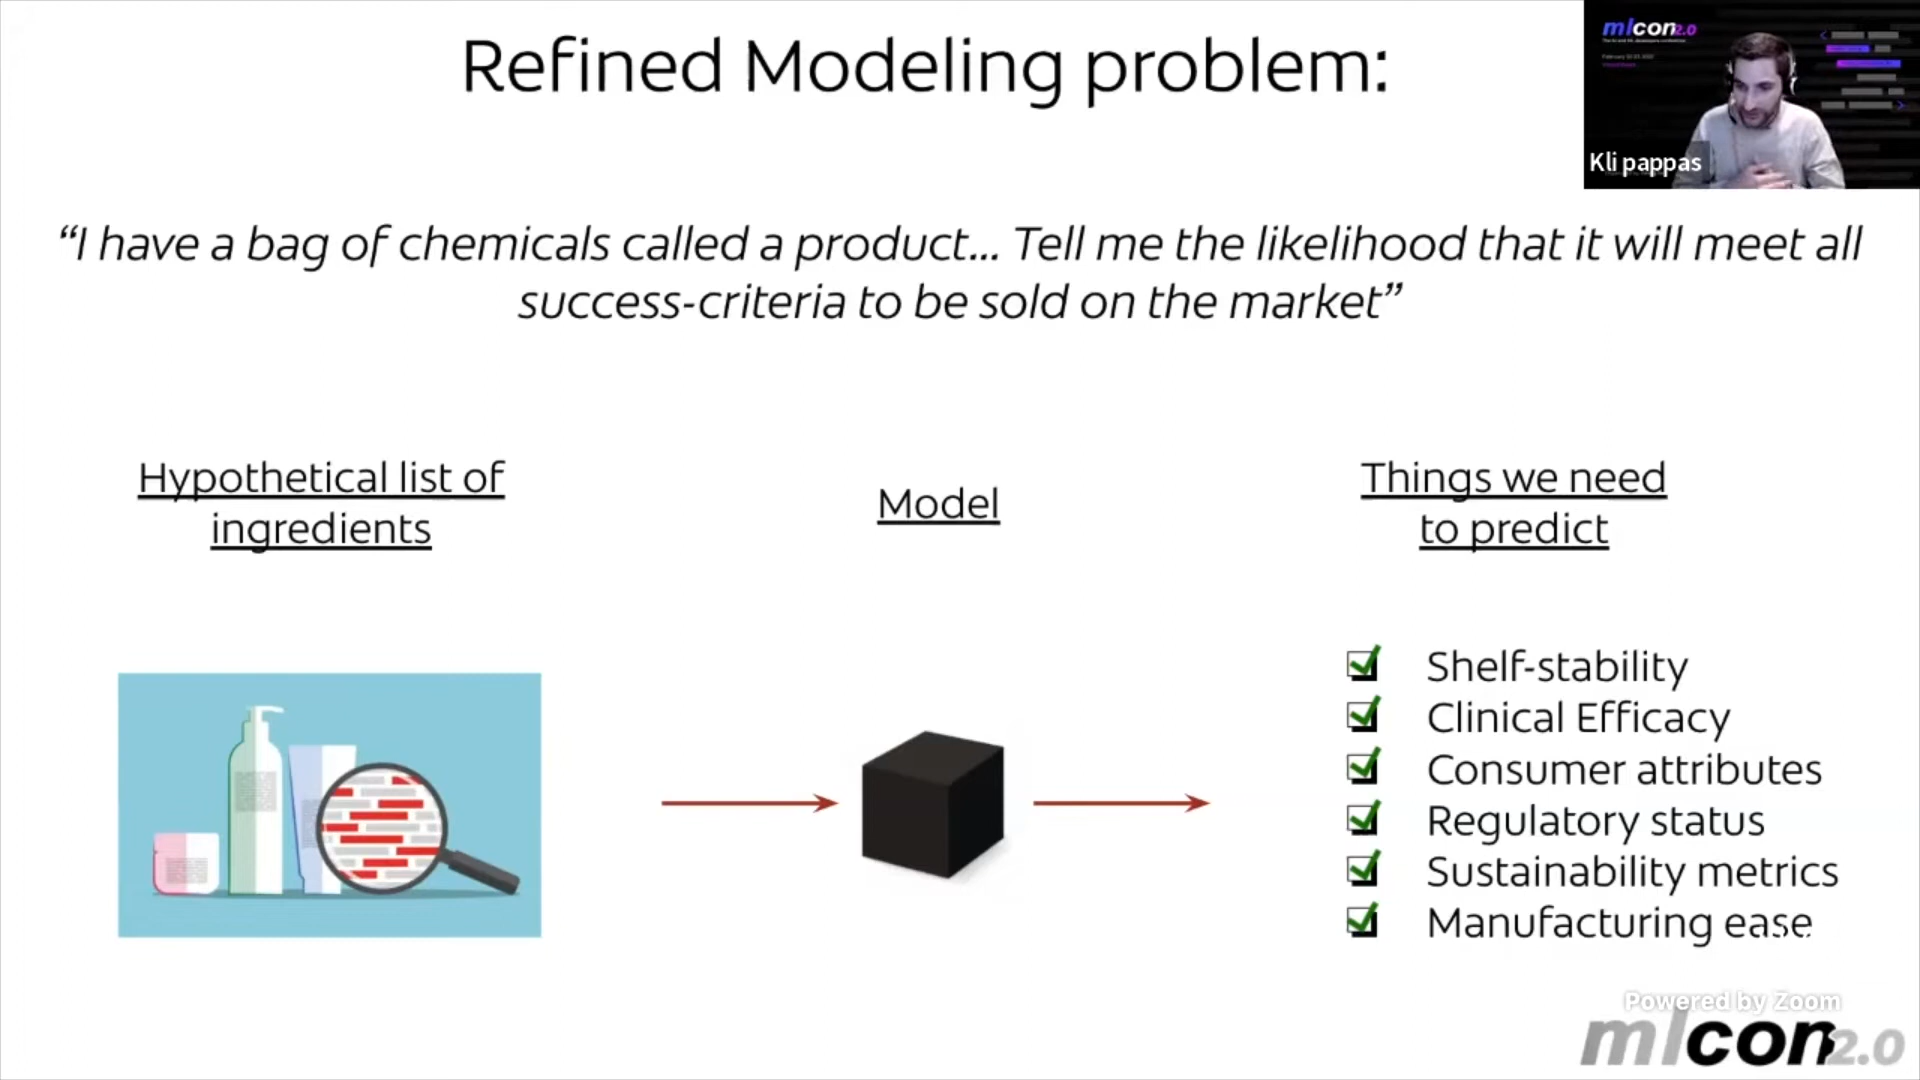 Refined Modeling problem:
mlcon2.0
Kli pappas
“I have a bag of chemicals called a product... Tell me the likelihood that it will meet all
success-criteria to be sold on the market”
Hypothetical list of
ingredients
Model
Things we need
to predict
Shelf-stability
Clinical Efficacy
Consumer attributes
Regulatory status
Sustainability metrics
Manufacturing ease
Powered by Zoom
mlcon2.0